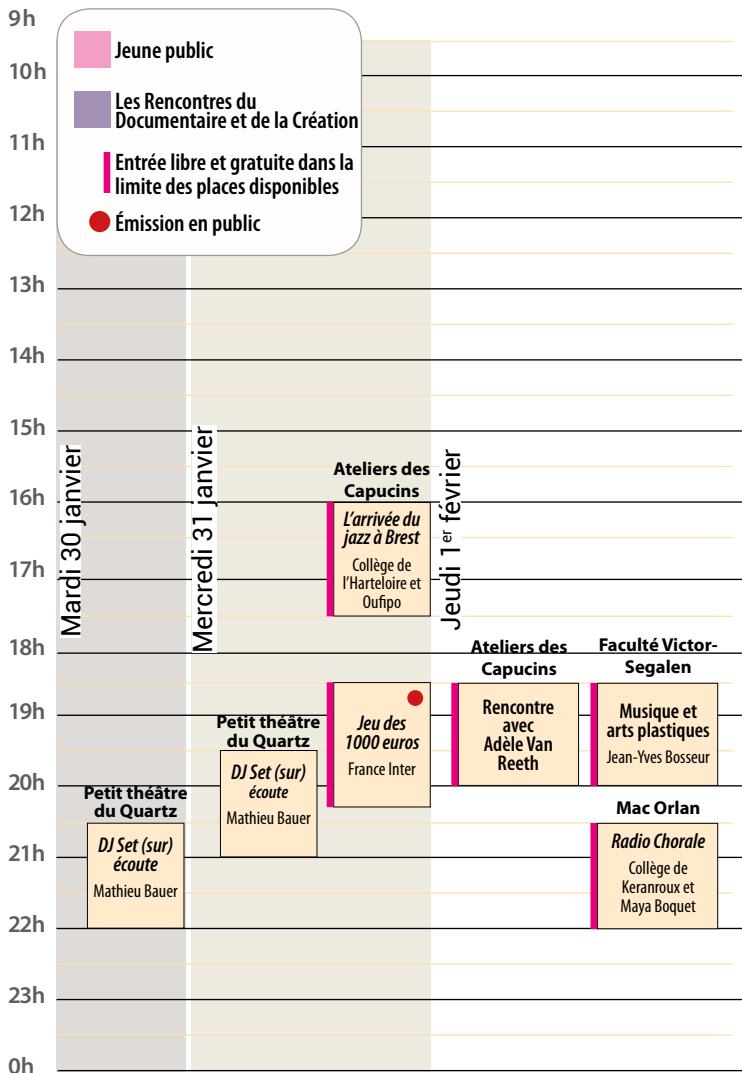 9h
10h
11h
12h
13h
14h
15h
16h
17h
18h
19h
20h
21h
22h
23h
0h
Jeune public
Les Rencontres du
Documentaire et de la Création
Entrée libre et gratuite dans la
limite des places disponibles
Émission en public
Mardi 30 janvier
Petit théâtre
du Quartz
DJ Set (sur)
écoute
Mathieu Bauer
Mercredi 31 janvier
Petit théâtre
du Quartz
DJ Set (sur)
écoute
Mathieu Bauer
Ateliers des
Capucins
L'arrivée du
jazz à Brest
Collège de
l'Harteloire et
Oufipo
Jeu des
1000 euros
France Inter
Jeudi 1er février
Ateliers des
Capucins
Rencontre
avec
Adèle Van
Reeth
Faculté Victor-
Segalen
Musique et
arts plastiques
Jean-Yves Bosseur
Mac Orlan
Radio Chorale
Collège de
Keranroux et
Maya Boquet